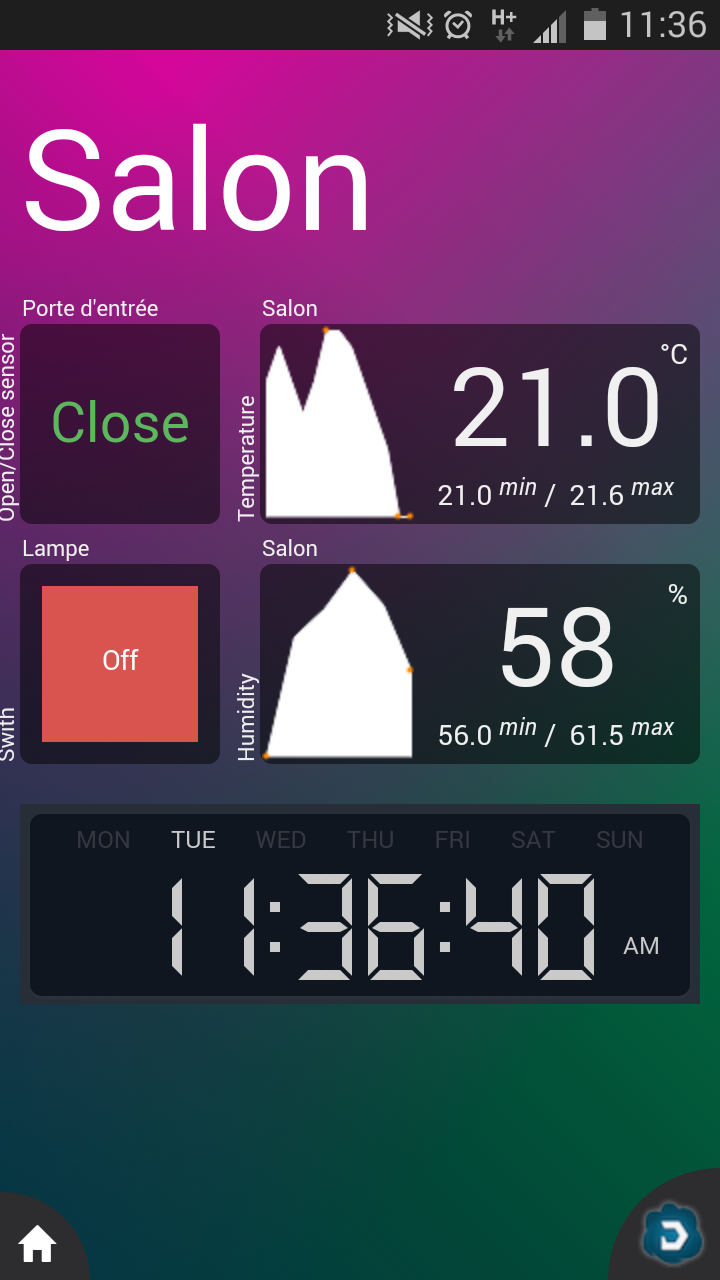 H+ 11:36
Salon
Porte d'entrée
Open/Close sensor
Close
Salon
Temperature
°C
21.0
21.0 min / 21.6 max
Lampe
Swith
Off
Salon
Humidity
%
58
56.0 min / 61.5 max
MON TUE WED THU FRI SAT SUN
11:36:40 AM